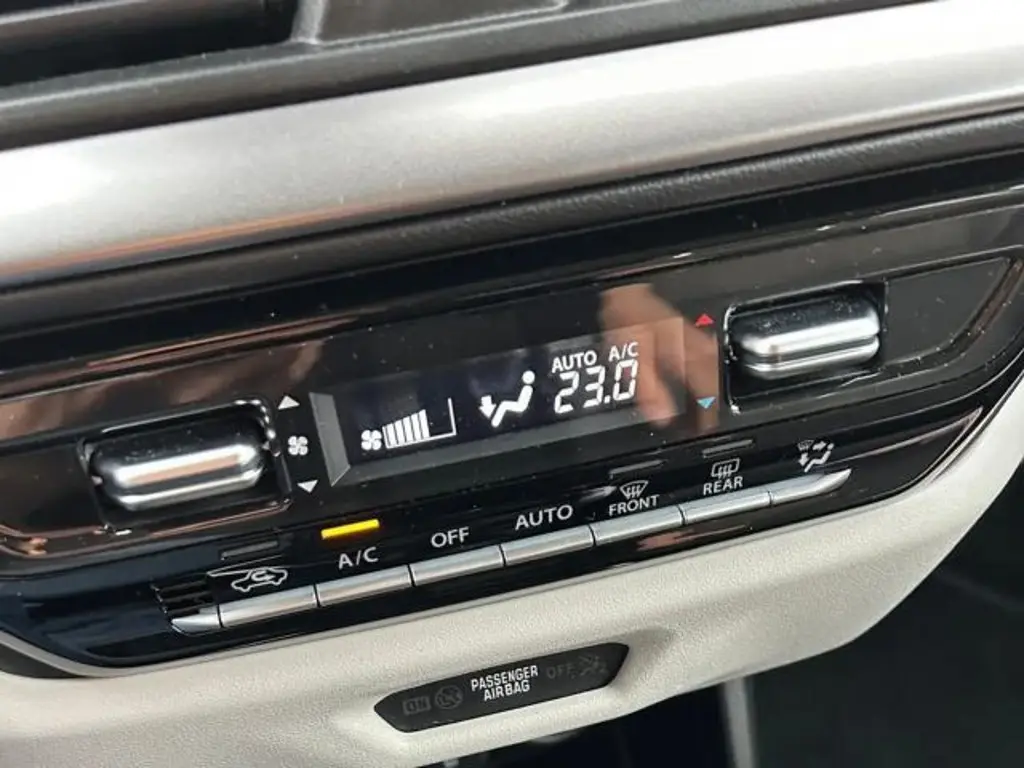 AUTO A/C
23.0
A/C
OFF
AUTO
FRONT
REAR
ON
PASSENGER
AIRBAG
OFF